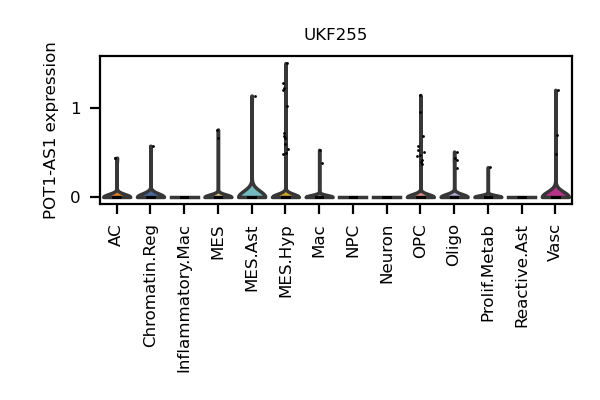 UKF255
POT1-AS1 expression
1
0
AC
Chromatin.Reg
Inflammatory.Mac
MES
MES.Ast
MES.Hyp
Mac
NPC
Neuron
OPC
Oligo
Prolif.Metab
Reactive.Ast
Vasc